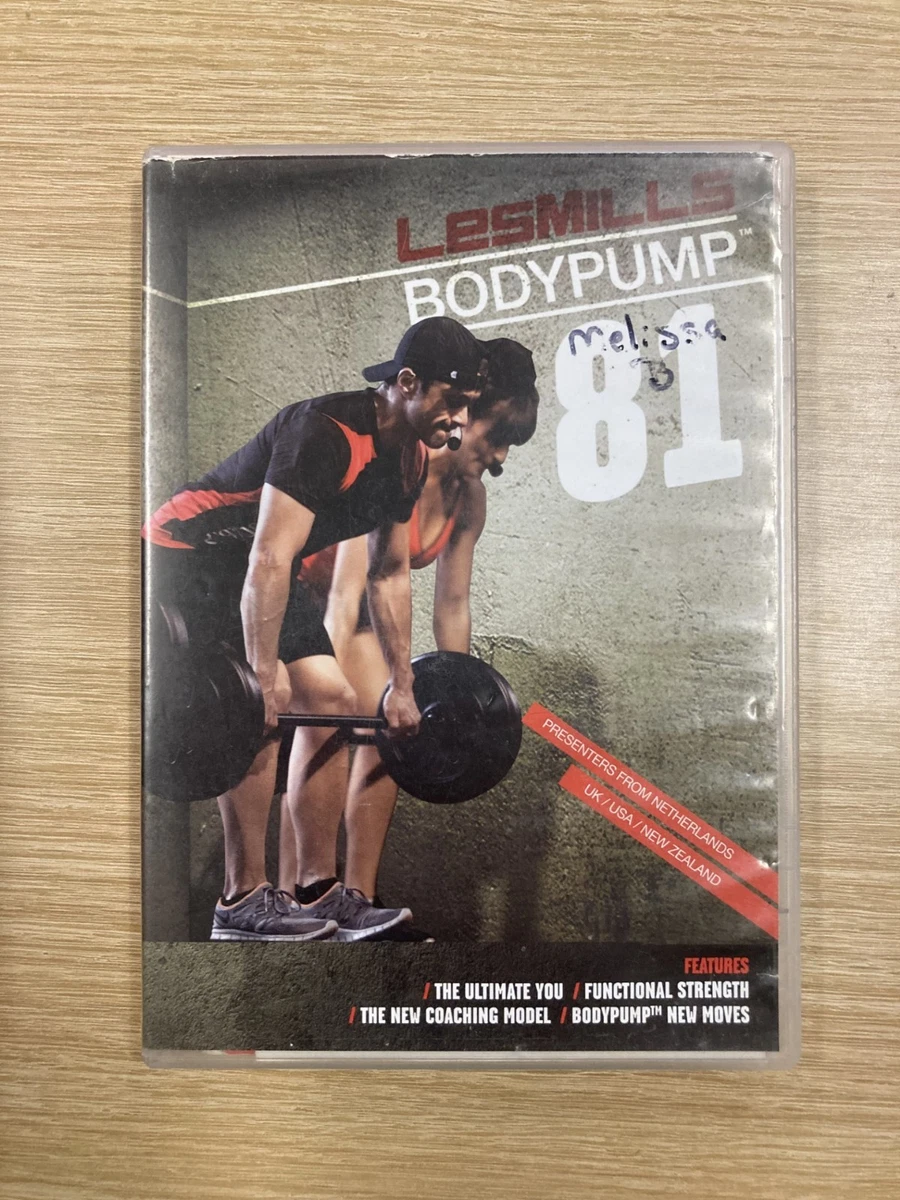 LESMILLS
BODYPUMP™
Melissa
B
81
PRESENTERS FROM NETHERLANDS
UK / USA / NEW ZEALAND
FEATURES
/ THE ULTIMATE YOU / FUNCTIONAL STRENGTH
/ THE NEW COACHING MODEL / BODYPUMP™ NEW MOVES